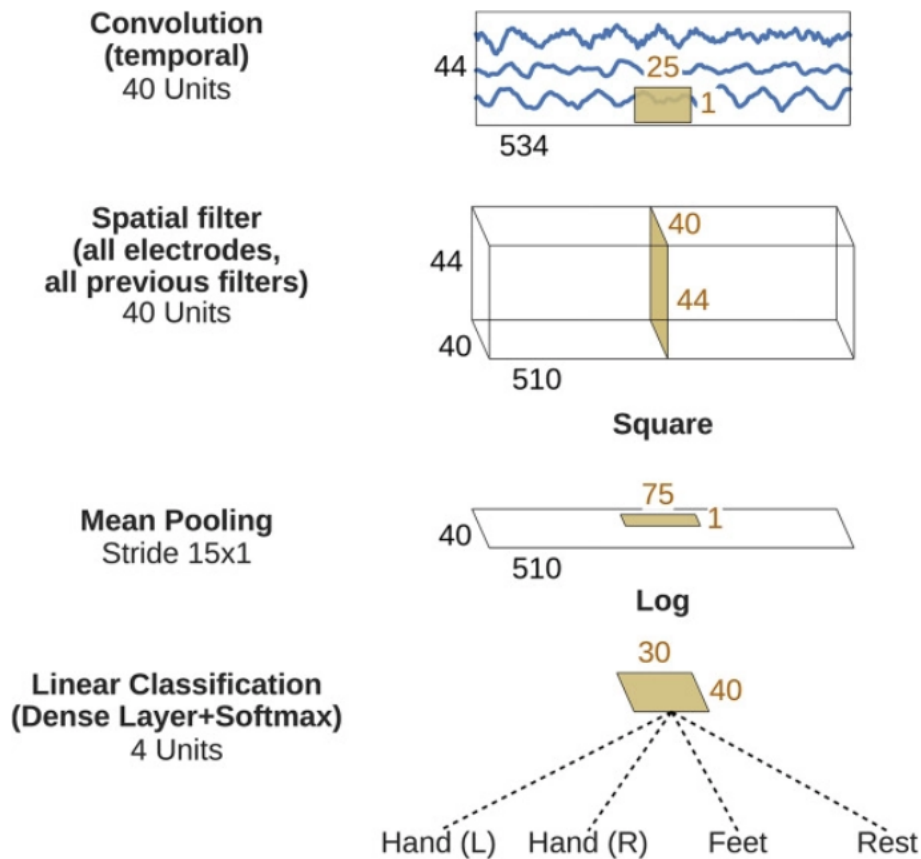 Convolution
(temporal)
40 Units
44
25
1
534
Spatial filter
(all electrodes,
all previous filters)
40 Units
44
40
40
44
510
Square
Mean Pooling
Stride 15x1
40
75
1
510
Log
Linear Classification
(Dense Layer+Softmax)
4 Units
30
40
Hand (L) Hand (R) Feet Rest